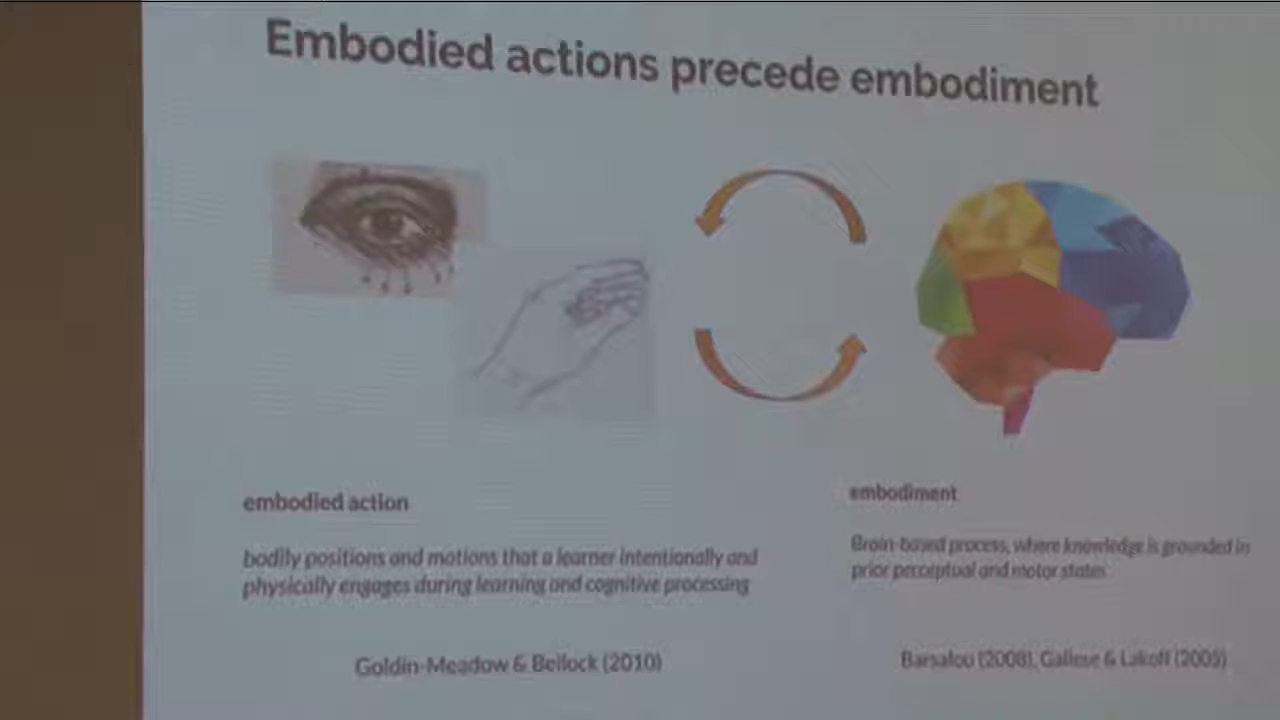 Embodied actions precede embodiment
embodied action
bodily positions and motions that a learner intentionally and
physically engages during learning and cognitive processing
Goldin-Meadow & Beilock (2010)
embodiment
Brain-based process, where knowledge is grounded in
prior perceptual and motor states
Barsalou (2008), Gallese & Lakoff (2005)